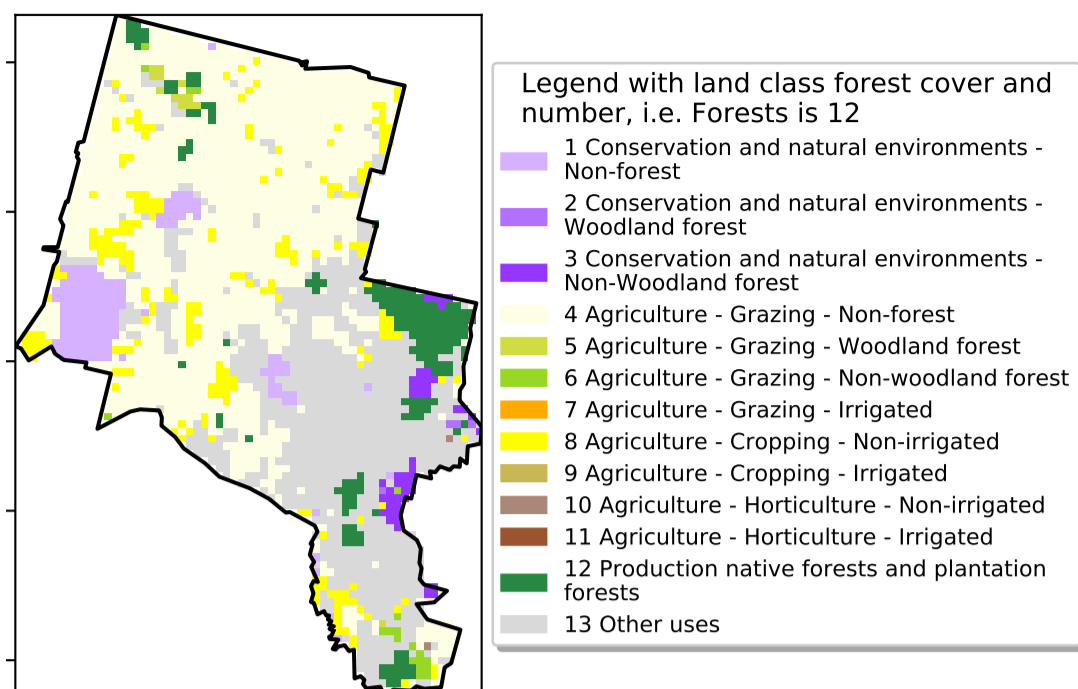 Legend with land class forest cover and
number, i.e. Forests is 12
1 Conservation and natural environments -
Non-forest
2 Conservation and natural environments -
Woodland forest
3 Conservation and natural environments -
Non-Woodland forest
4 Agriculture - Grazing - Non-forest
5 Agriculture - Grazing - Woodland forest
6 Agriculture - Grazing - Non-woodland forest
7 Agriculture - Grazing - Irrigated
8 Agriculture - Cropping - Non-irrigated
9 Agriculture - Cropping - Irrigated
10 Agriculture - Horticulture - Non-irrigated
11 Agriculture - Horticulture - Irrigated
12 Production native forests and plantation
forests
13 Other uses